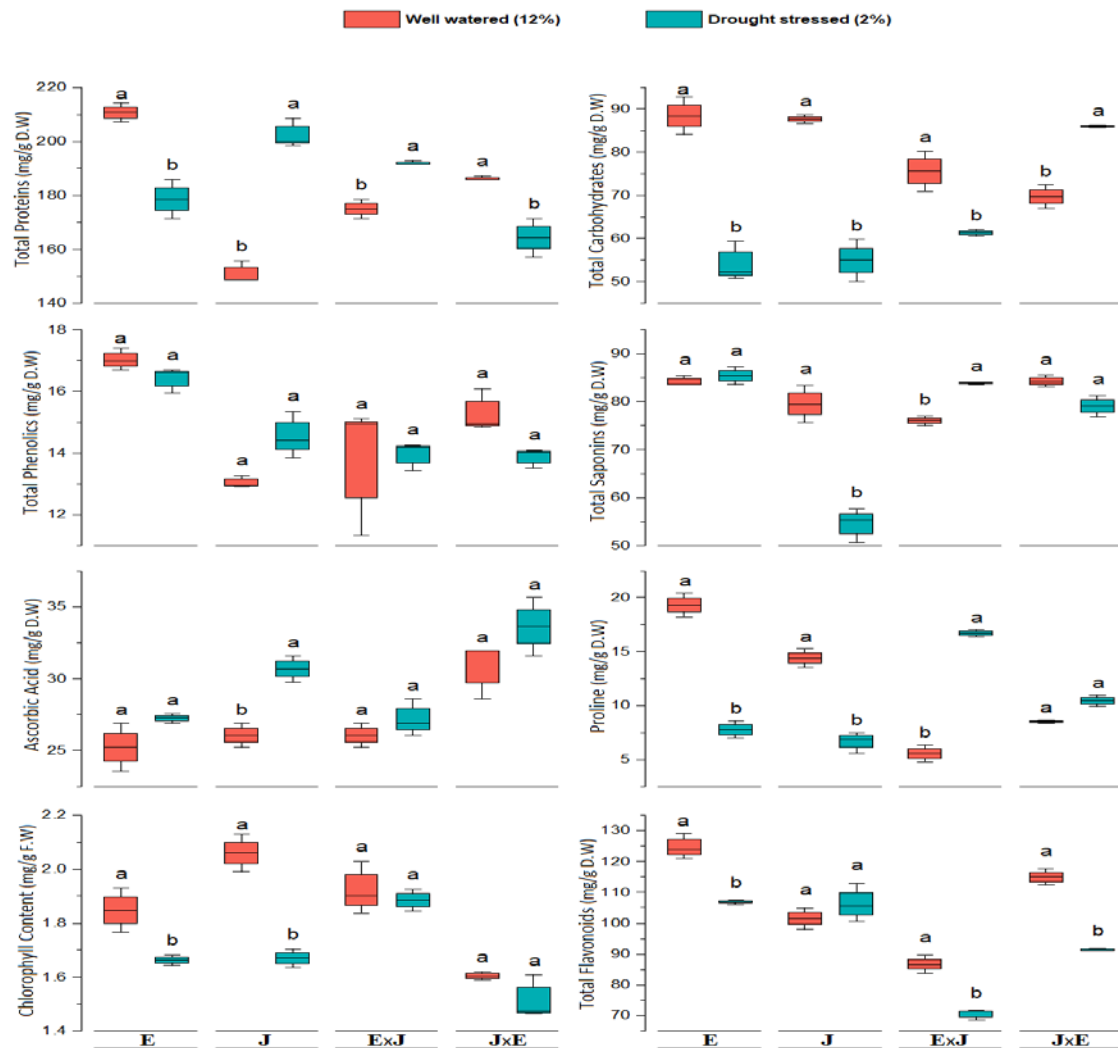 Well watered (12%) Drought stressed (2%)
Total Proteins (mg/g D.W)
220
200
180
160
140
a
b
b
a
b
a
a
b
Total Carbohydrates (mg/g D.W)
90
80
70
60
50
a
b
a
b
a
b
b
a
Total Phenolics (mg/g D.W)
18
16
14
12
a
a
a
a
a
a
a
a
Total Saponins (mg/g D.W)
90
80
70
60
50
a
a
a
b
b
a
a
a
Ascorbic Acid (mg/g D.W)
35
30
25
a
a
b
a
a
a
a
a
Proline (mg/g D.W)
20
15
10
5
a
b
a
b
b
a
a
a
Chlorophyll Content (mg/g F.W)
2.2
2.0
1.8
1.6
1.4
a
b
a
b
a
a
a
a
E J E×J J×E
Total Flavonoids (mg/g D.W)
130
120
110
100
90
80
70
a
b
a
a
a
b
a
b
E J E×J J×E